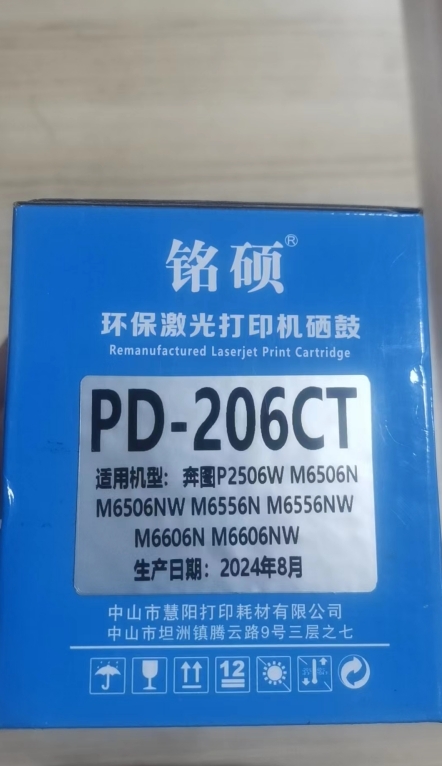 铭硕®
环保激光打印机硒鼓
Remanufactured Laserjet Print Cartridge
PD-206CT
适用机型：奔图P2506W M6506N
M6506NW M6556N M6556NW
M6606N M6606NW
生产日期：2024年8月
中山市慧阳打印耗材有限公司
中山市坦洲镇腾云路9号三层之七
12